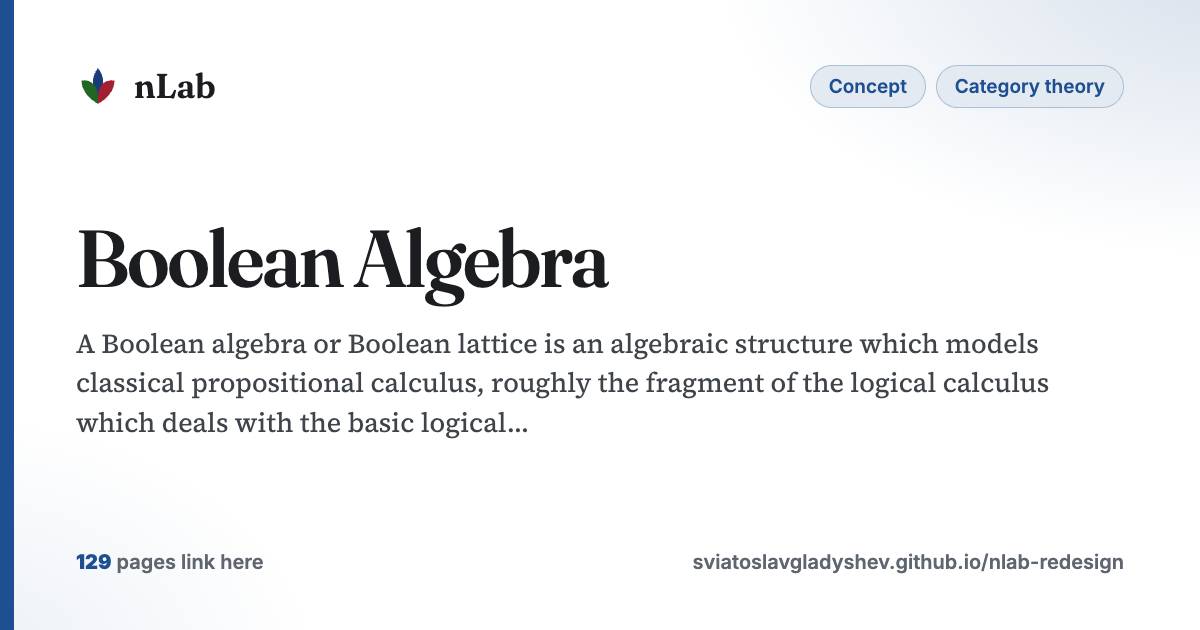 nLab
Concept
Category theory
Boolean Algebra
A Boolean algebra or Boolean lattice is an algebraic structure which models
classical propositional calculus, roughly the fragment of the logical calculus
which deals with the basic logical...
129 pages link here
sviatoslavgladyshev.github.io/nlab-redesign